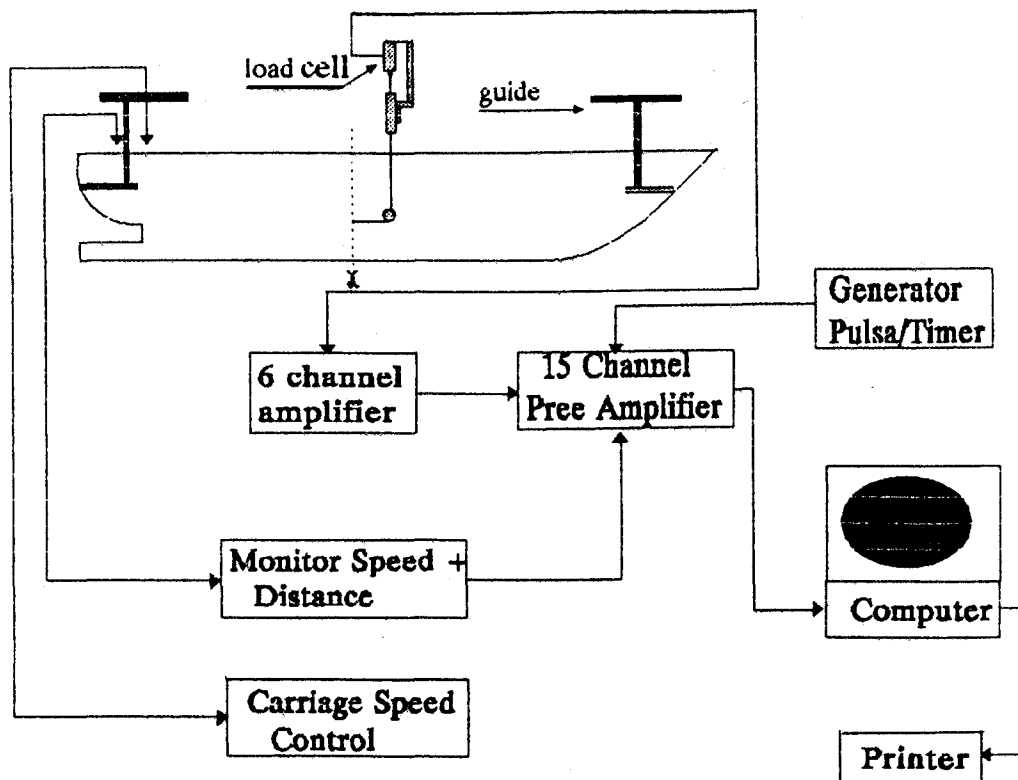 load cell
guide
Generator
Pulsa/Timer
6 channel
amplifier
15 Channel
Pree Amplifier
Monitor Speed +
Distance
Computer
Carriage Speed
Control
Printer